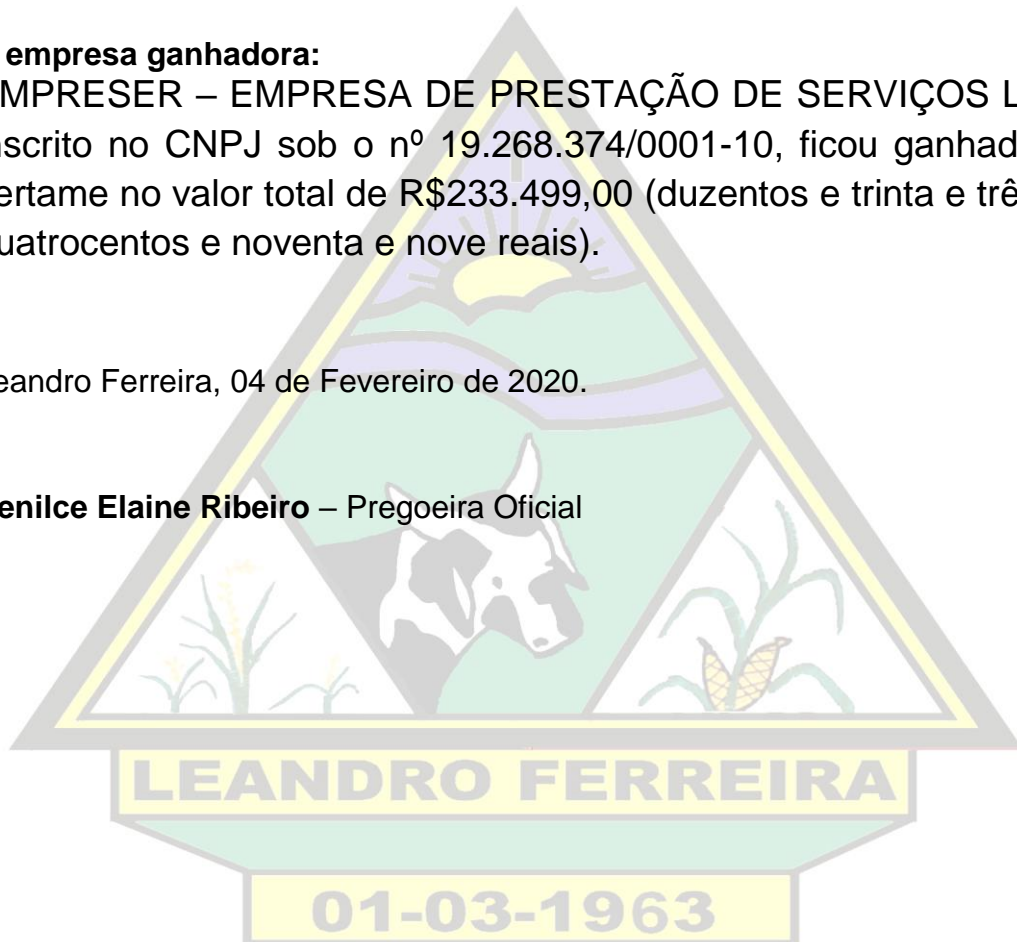 empresa ganhadora:
MPRESER – EMPRESA DE PRESTAÇÃO DE SERVIÇOS L
scrito no CNPJ sob o nº 19.268.374/0001-10, ficou ganhad
ertame no valor total de R$233.499,00 (duzentos e trinta e trê
uatrocentos e noventa e nove reais).
eandro Ferreira, 04 de Fevereiro de 2020.
enilce Elaine Ribeiro – Pregoeira Oficial
LEANDRO FERREIRA
01-03-1963